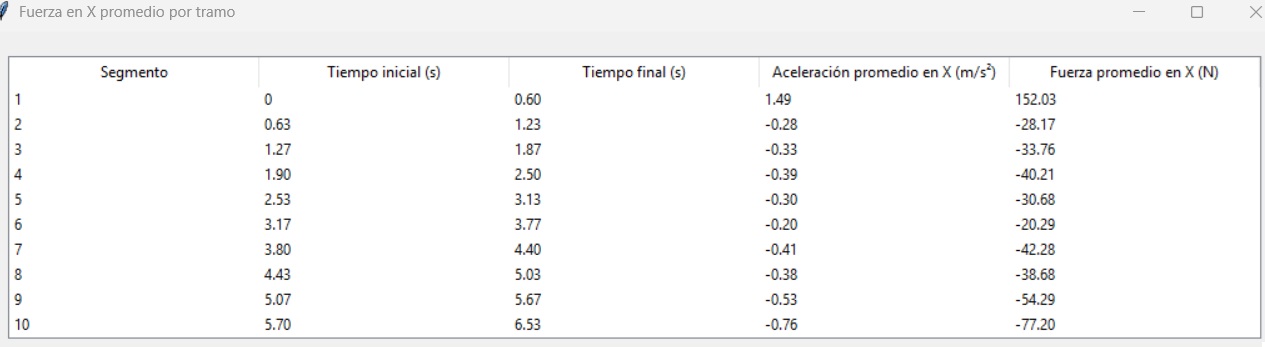 Fuerza en X promedio por tramo
Segmento Tiempo inicial (s) Tiempo final (s) Aceleración promedio en X (m/s²) Fuerza promedio en X (N)
1 0 0.60 1.49 152.03
2 0.63 1.23 -0.28 -28.17
3 1.27 1.87 -0.33 -33.76
4 1.90 2.50 -0.39 -40.21
5 2.53 3.13 -0.30 -30.68
6 3.17 3.77 -0.20 -20.29
7 3.80 4.40 -0.41 -42.28
8 4.43 5.03 -0.38 -38.68
9 5.07 5.67 -0.53 -54.29
10 5.70 6.53 -0.76 -77.20